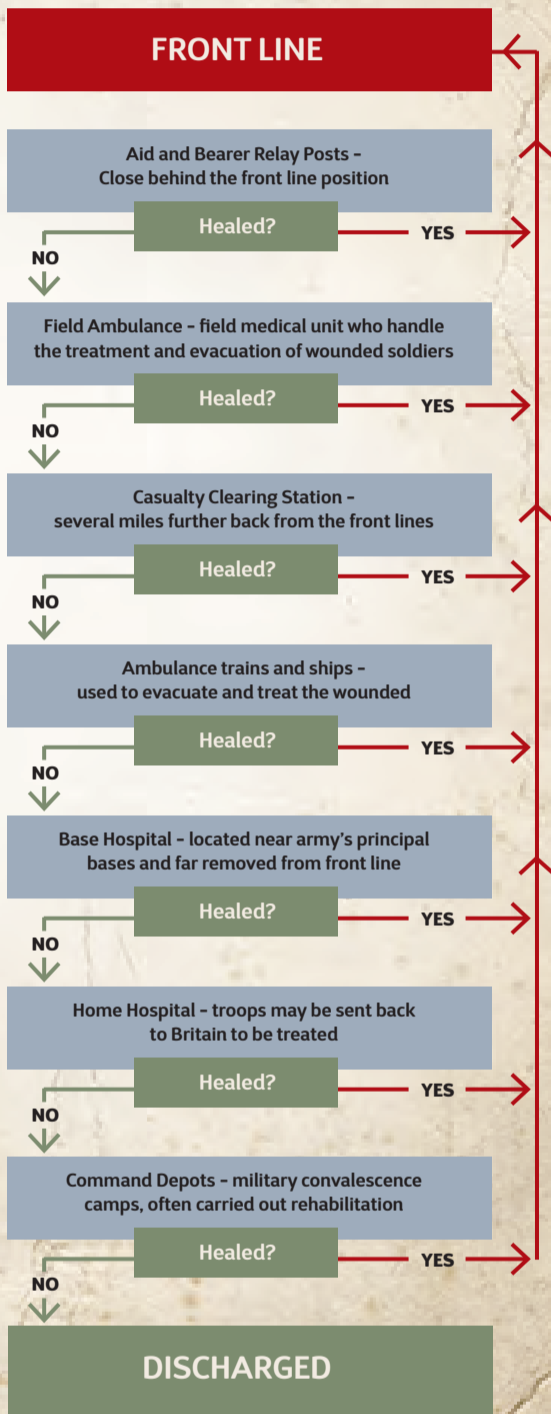 FRONT LINE
Aid and Bearer Relay Posts –
Close behind the front line position
Healed?
YES
NO
Field Ambulance – field medical unit who handle
the treatment and evacuation of wounded soldiers
Healed?
YES
NO
Casualty Clearing Station –
several miles further back from the front lines
Healed?
YES
NO
Ambulance trains and ships –
used to evacuate and treat the wounded
Healed?
YES
NO
Base Hospital – located near army's principal
bases and far removed from front line
Healed?
YES
NO
Home Hospital – troops may be sent back
to Britain to be treated
Healed?
YES
NO
Command Depots – military convalescence
camps, often carried out rehabilitation
Healed?
YES
NO
DISCHARGED